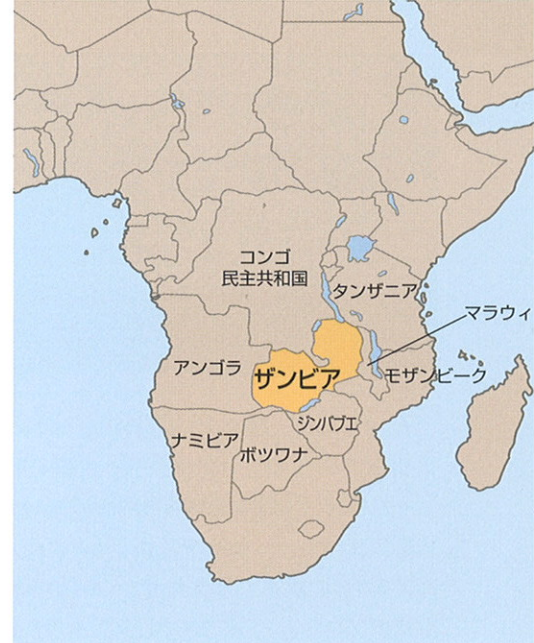 コンゴ
民主共和国
タンザニア
マラウィ
アンゴラ
ザンビア
モザンビーク
ジンバブエ
ナミビア
ボツワナ